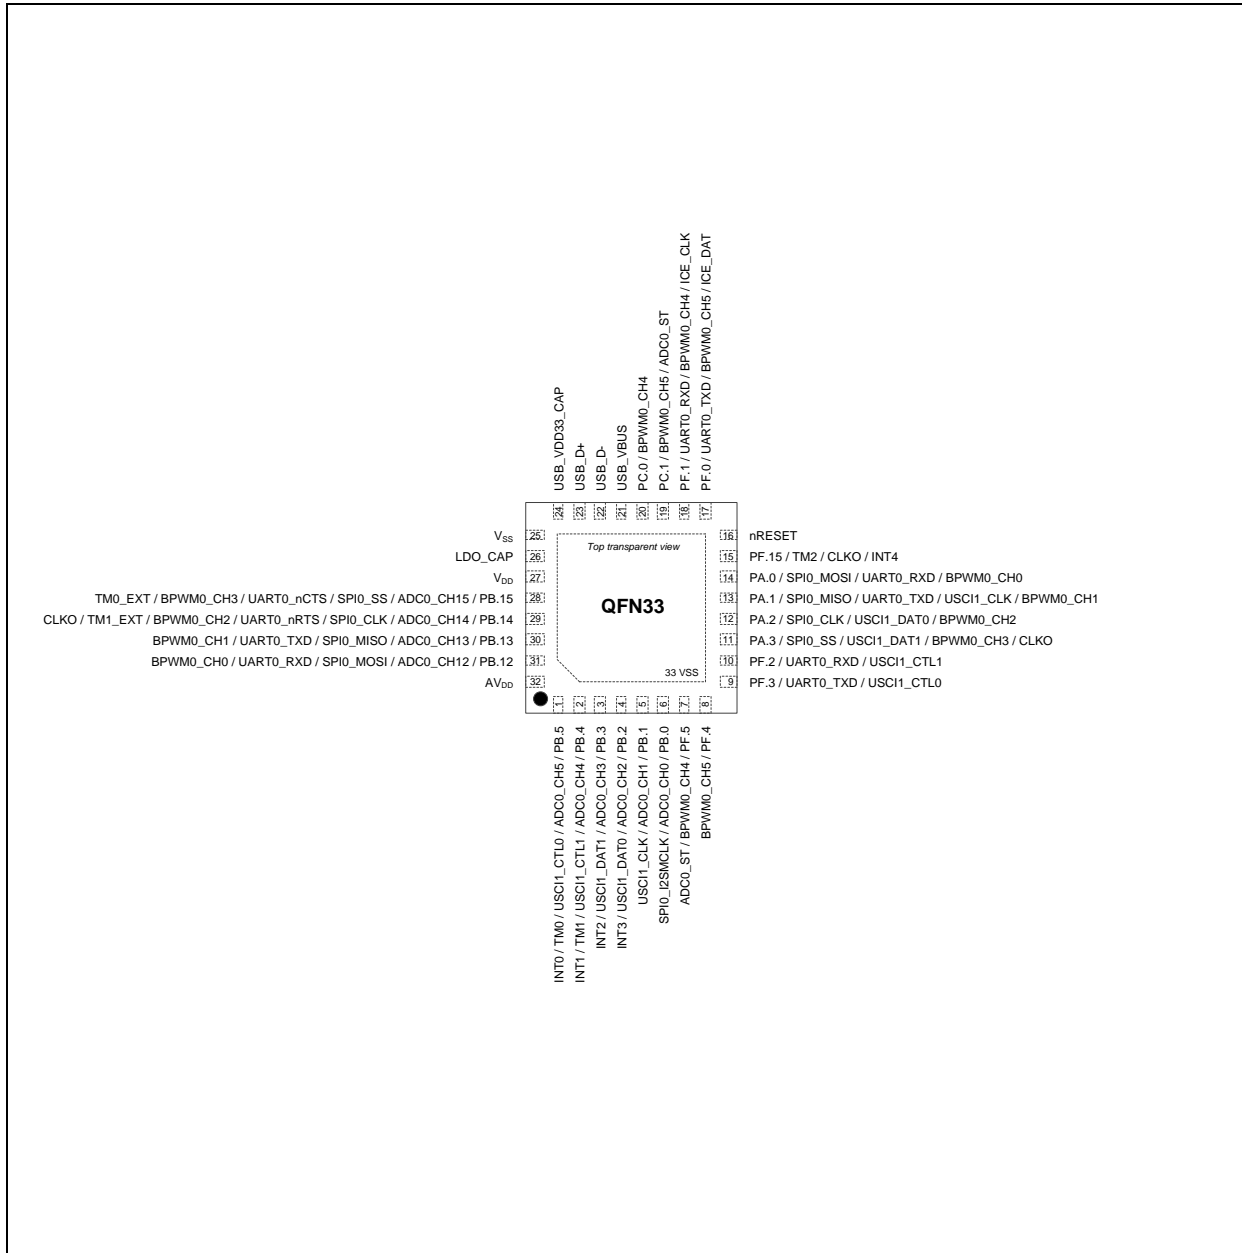 USB_VDD33_CAP
USB_D+
USB_D-
USB_VBUS
PC.0 / BPWM0_CH4
PC.1 / BPWM0_CH5 / ADC0_ST
PF.1 / UART0_RXD / BPWM0_CH4 / ICE_CLK
PF.0 / UART0_TXD / BPWM0_CH5 / ICE_DAT
24
23
22
21
20
19
18
17
VSS
25
LDO_CAP
26
VDD
27
TM0_EXT / BPWM0_CH3 / UART0_nCTS / SPI0_SS / ADC0_CH15 / PB.15
28
CLKO / TM1_EXT / BPWM0_CH2 / UART0_nRTS / SPI0_CLK / ADC0_CH14 / PB.14
29
BPWM0_CH1 / UART0_TXD / SPI0_MISO / ADC0_CH13 / PB.13
30
BPWM0_CH0 / UART0_RXD / SPI0_MOSI / ADC0_CH12 / PB.12
31
AVDD
32
Top transparent view
QFN33
33 VSS
16
nRESET
15
PF.15 / TM2 / CLKO / INT4
14
PA.0 / SPI0_MOSI / UART0_RXD / BPWM0_CH0
13
PA.1 / SPI0_MISO / UART0_TXD / USCI1_CLK / BPWM0_CH1
12
PA.2 / SPI0_CLK / USCI1_DAT0 / BPWM0_CH2
11
PA.3 / SPI0_SS / USCI1_DAT1 / BPWM0_CH3 / CLKO
10
PF.2 / UART0_RXD / USCI1_CTL1
9
PF.3 / UART0_TXD / USCI1_CTL0
1
2
3
4
5
6
7
8
INT0 / TM0 / USCI1_CTL0 / ADC0_CH5 / PB.5
INT1 / TM1 / USCI1_CTL1 / ADC0_CH4 / PB.4
INT2 / USCI1_DAT1 / ADC0_CH3 / PB.3
INT3 / USCI1_DAT0 / ADC0_CH2 / PB.2
USCI1_CLK / ADC0_CH1 / PB.1
SPI0_I2SMCLK / ADC0_CH0 / PB.0
ADC0_ST / BPWM0_CH4 / PF.5
BPWM0_CH5 / PF.4